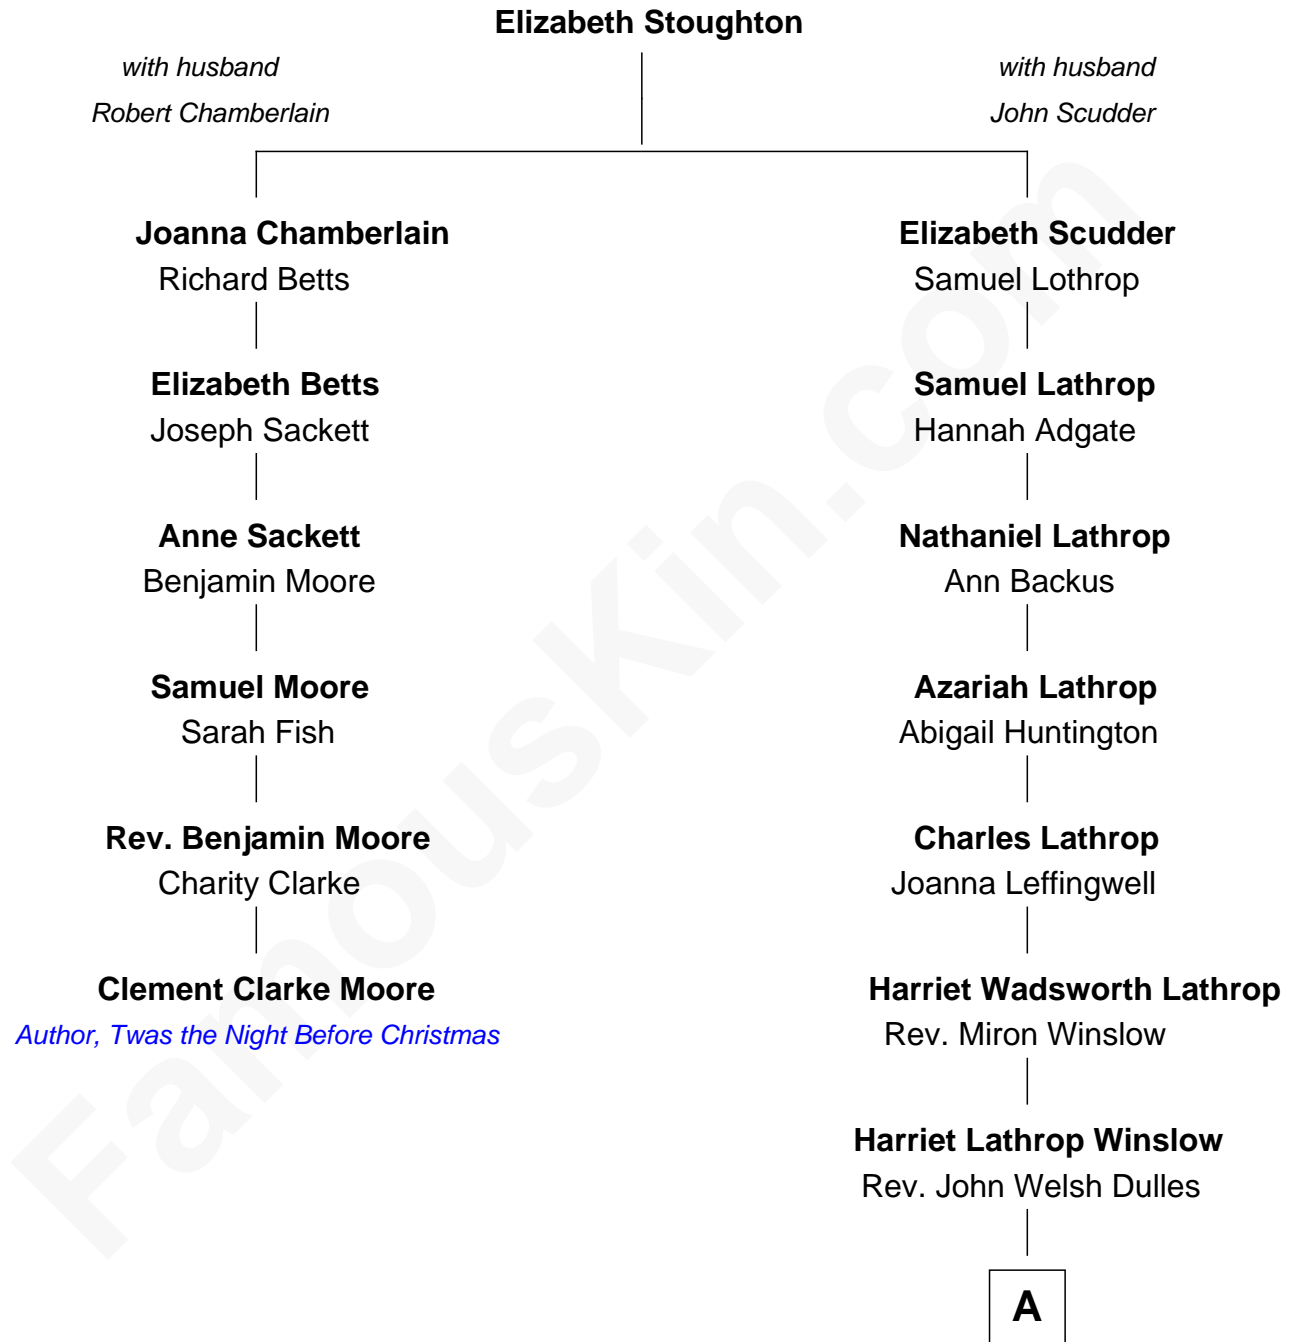 Elizabeth Stoughton
with husband
Robert Chamberlain
with husband
John Scudder
Joanna Chamberlain
Richard Betts
Elizabeth Scudder
Samuel Lothrop
Elizabeth Betts
Joseph Sackett
Samuel Lathrop
Hannah Adgate
Anne Sackett
Benjamin Moore
Nathaniel Lathrop
Ann Backus
Samuel Moore
Sarah Fish
Azariah Lathrop
Abigail Huntington
Rev. Benjamin Moore
Charity Clarke
Charles Lathrop
Joanna Leffingwell
Clement Clarke Moore
Author, Twas the Night Before Christmas
Harriet Wadsworth Lathrop
Rev. Miron Winslow
Harriet Lathrop Winslow
Rev. John Welsh Dulles
A
FamousKin.com